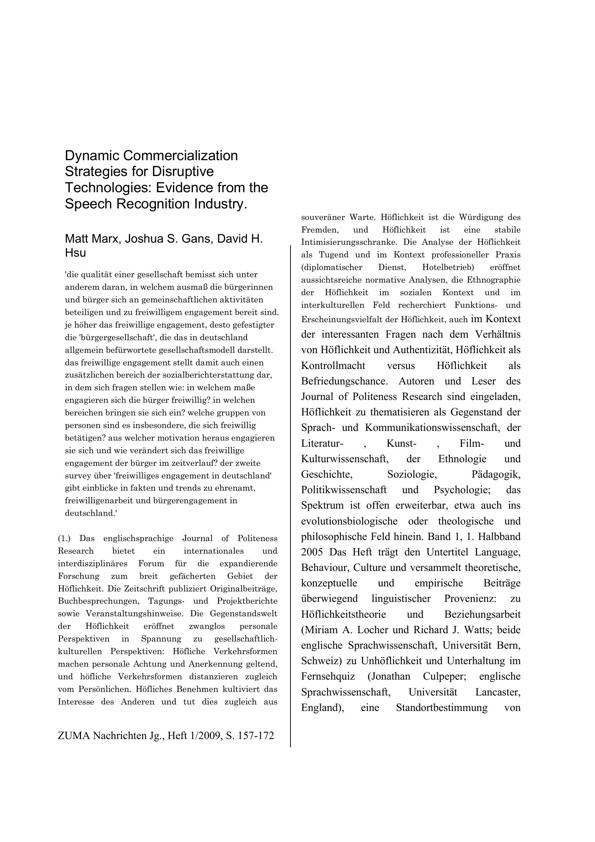 Dynamic Commercialization
Strategies for Disruptive
Technologies: Evidence from the
Speech Recognition Industry.
Matt Marx, Joshua S. Gans, David H.
Hsu
'die qualität einer gesellschaft bemisst sich unter
anderem daran, in welchem ausmaß die bürgerinnen
und bürger sich an gemeinschaftlichen aktivitäten
beteiligen und zu freiwilligem engagement bereit sind.
je höher das freiwillige engagement, desto gefestigter
die 'bürgergesellschaft', die das in deutschland
allgemein befürwortete gesellschaftsmodell darstellt.
das freiwillige engagement stellt damit auch einen
zusätzlichen bereich der sozialberichterstattung dar,
in dem sich fragen stellen wie: in welchem maße
engagieren sich die bürger freiwillig? in welchen
bereichen bringen sie sich ein? welche gruppen von
personen sind es insbesondere, die sich freiwillig
betätigen? aus welcher motivation heraus engagieren
sie sich und wie verändert sich das freiwillige
engagement der bürger im zeitverlauf? der zweite
survey über 'freiwilliges engagement in deutschland'
gibt einblicke in fakten und trends zu ehrenamt,
freiwilligenarbeit und bürgerengagement in
deutschland.'
(1.) Das englischsprachige Journal of Politeness
Research bietet ein internationales und
interdisziplinäres Forum für die expandierende
Forschung zum breit gefächerten Gebiet der
Höflichkeit. Die Zeitschrift publiziert Originalbeiträge,
Buchbesprechungen, Tagungs- und Projektberichte
sowie Veranstaltungshinweise. Die Gegenstandswelt
der Höflichkeit eröffnet zwanglos personale
Perspektiven in Spannung zu gesellschaftlich-
kulturellen Perspektiven: Höfliche Verkehrsformen
machen personale Achtung und Anerkennung geltend,
und höfliche Verkehrsformen distanzieren zugleich
vom Persönlichen. Höfliches Benehmen kultiviert das
Interesse des Anderen und tut dies zugleich aus
ZUMA Nachrichten Jg., Heft 1/2009, S. 157-172
souveräner Warte. Höflichkeit ist die Würdigung des
Fremden, und Höflichkeit ist eine stabile
Intimisierungsschranke. Die Analyse der Höflichkeit
als Tugend und im Kontext professioneller Praxis
(diplomatischer Dienst, Hotelbetrieb) eröffnet
aussichtsreiche normative Analysen, die Ethnographie
der Höflichkeit im sozialen Kontext und im
interkulturellen Feld recherchiert Funktions- und
Erscheinungsvielfalt der Höflichkeit, auch im Kontext
der interessanten Fragen nach dem Verhältnis
von Höflichkeit und Authentizität, Höflichkeit als
Kontrollmacht versus Höflichkeit als
Befriedungschance. Autoren und Leser des
Journal of Politeness Research sind eingeladen,
Höflichkeit zu thematisieren als Gegenstand der
Sprach- und Kommunikationswissenschaft, der
Literatur- , Kunst- , Film- und
Kulturwissenschaft, der Ethnologie und
Geschichte, Soziologie, Pädagogik,
Politikwissenschaft und Psychologie; das
Spektrum ist offen erweiterbar, etwa auch ins
evolutionsbiologische oder theologische und
philosophische Feld hinein. Band 1, 1. Halbband
2005 Das Heft trägt den Untertitel Language,
Behaviour, Culture und versammelt theoretische,
konzeptuelle und empirische Beiträge
überwiegend linguistischer Provenienz: zu
Höflichkeitstheorie und Beziehungsarbeit
(Miriam A. Locher und Richard J. Watts; beide
englische Sprachwissenschaft, Universität Bern,
Schweiz) zu Unhöflichkeit und Unterhaltung im
Fernsehquiz (Jonathan Culpeper; englische
Sprachwissenschaft, Universität Lancaster,
England), eine Standortbestimmung von